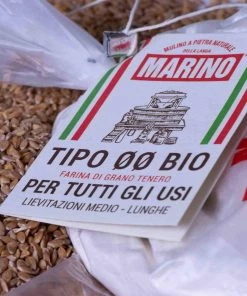 MULINO A PIETRA NATURALE
DELLA LANGA
MARINO
TIPO ØØ BIO
FARINA DI GRANO TENERO
PER TUTTI GLI USI
LIEVITAZIONI MEDIO - LUNGHE